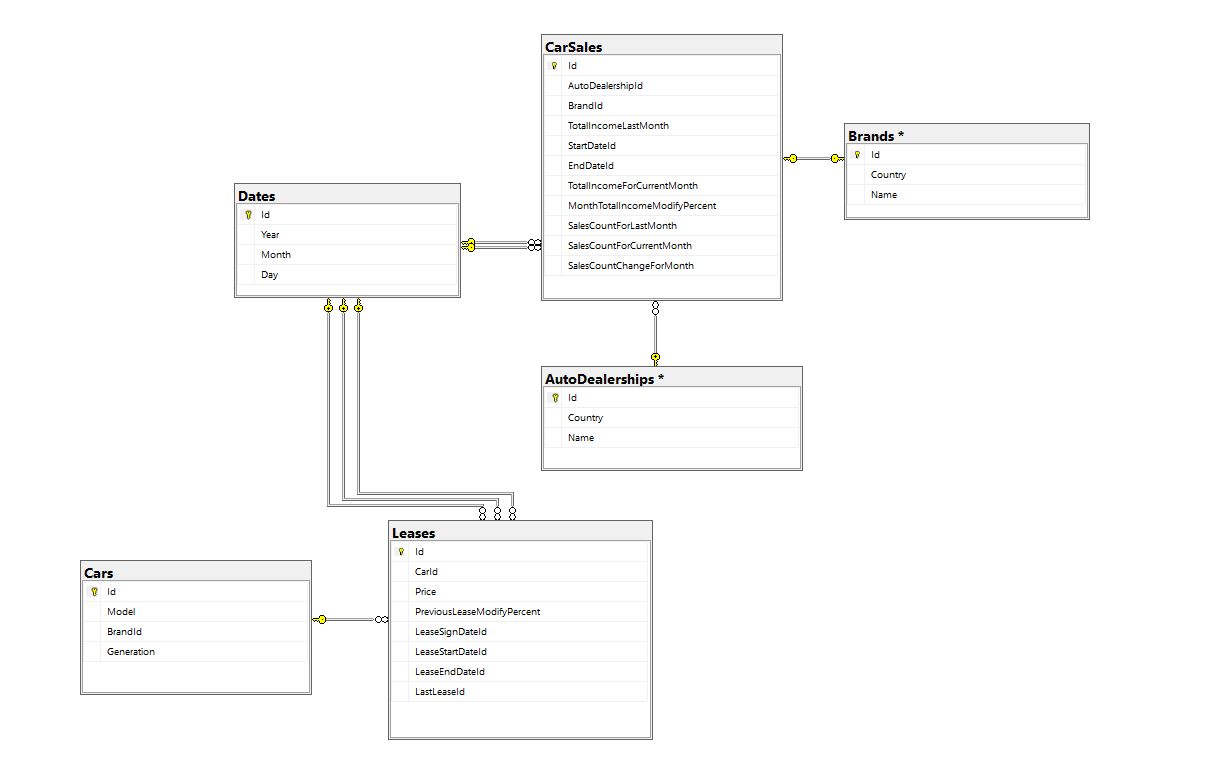 CarSales
Id
AutoDealershipId
BrandId
TotalIncomeLastMonth
StartDateId
EndDateId
TotalIncomeForCurrentMonth
MonthTotalIncomeModifyPercent
SalesCountForLastMonth
SalesCountForCurrentMonth
SalesCountChangeForMonth
Brands *
Id
Country
Name
Dates
Id
Year
Month
Day
AutoDealerships *
Id
Country
Name
Leases
Id
CarId
Price
PreviousLeaseModifyPercent
LeaseSignDateId
LeaseStartDateId
LeaseEndDateId
LastLeaseId
Cars
Id
Model
BrandId
Generation